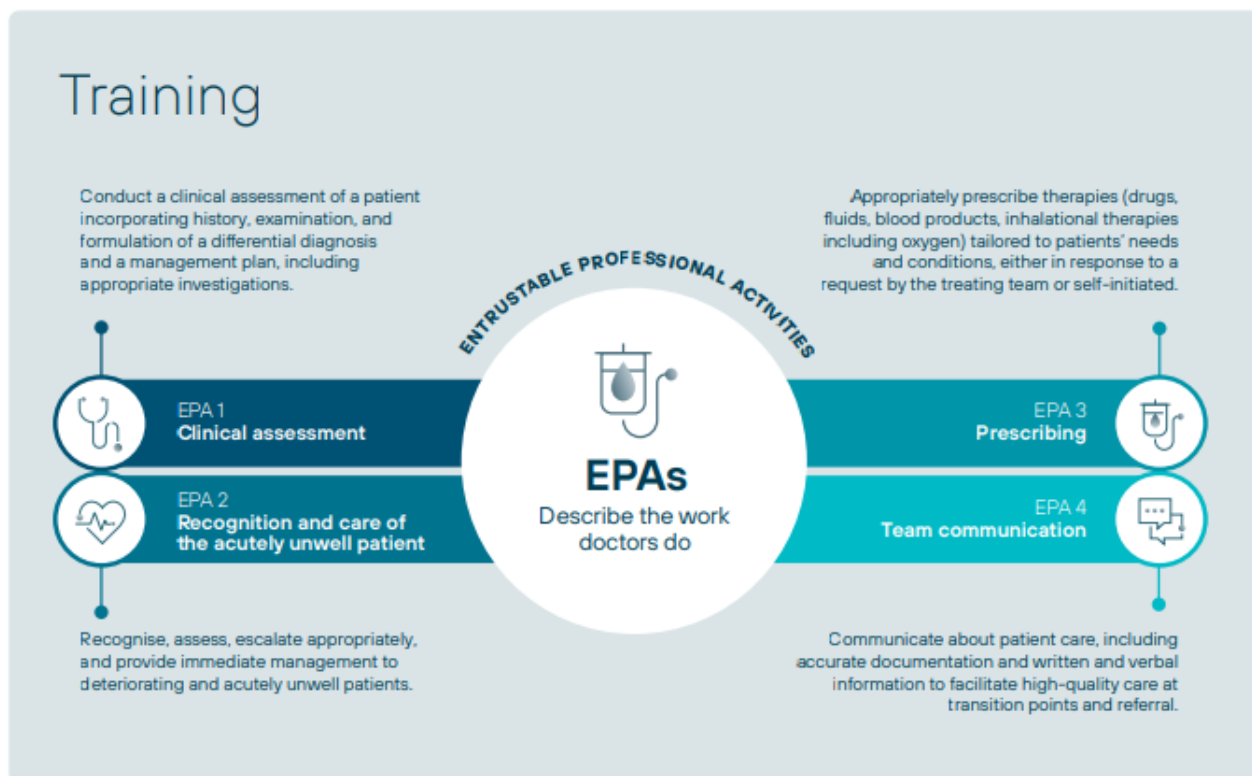 Training
Conduct a clinical assessment of a patient
incorporating history, examination, and
formulation of a differential diagnosis
and a management plan, including
appropriate investigations.
Appropriately prescribe therapies (drugs,
fluids, blood products, inhalational therapies
including oxygen) tailored to patients' needs
and conditions, either in response to a
request by the treating team or self-initiated.
ENTRUSTABLE PROFESSIONAL ACTIVITIES
EPA 1
Clinical assessment
EPA 2
Recognition and care of
the acutely unwell patient
EPAs
Describe the work
doctors do
EPA 3
Prescribing
EPA 4
Team communication
Recognise, assess, escalate appropriately,
and provide immediate management to
deteriorating and acutely unwell patients.
Communicate about patient care, including
accurate documentation and written and verbal
information to facilitate high-quality care at
transition points and referral.